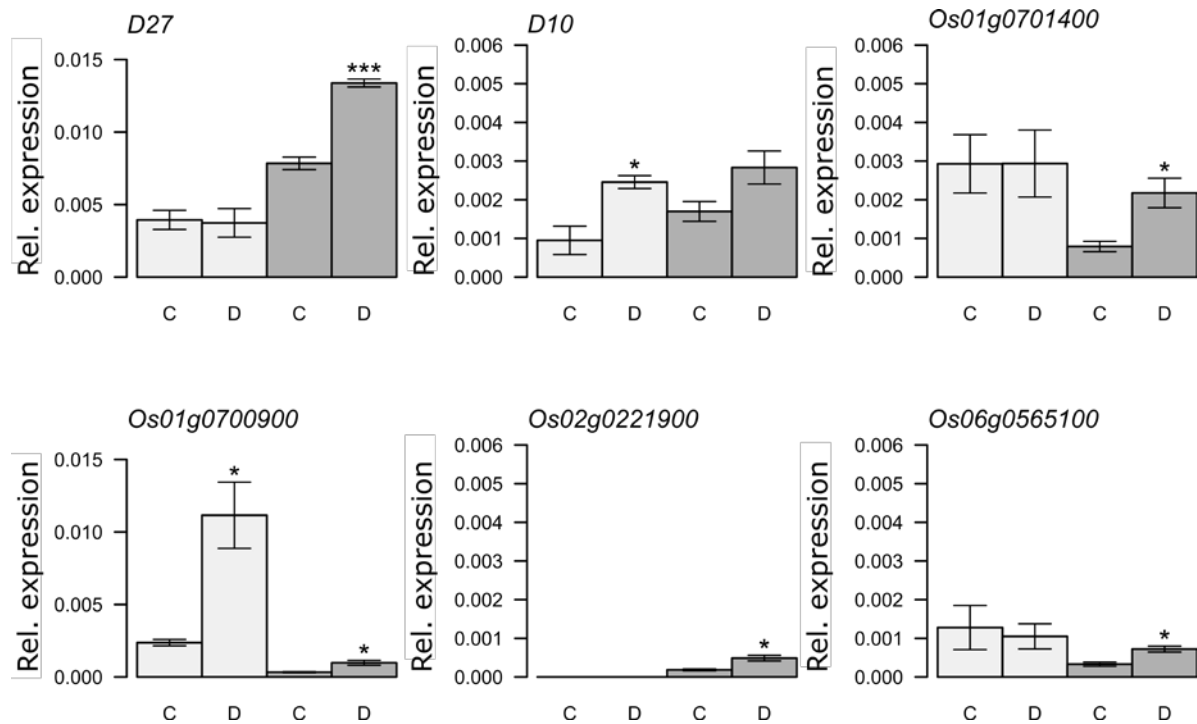 D27
D10
Os01g0701400
Rel. expression
0.015
0.010
0.005
0.000
***
C D C D
Rel. expression
0.006
0.005
0.004
0.003
0.002
0.001
0.000
*
C D C D
Rel. expression
0.006
0.005
0.004
0.003
0.002
0.001
0.000
*
C D C D
Os01g0700900
Os02g0221900
Os06g0565100
Rel. expression
0.015
0.010
0.005
0.000
*
*
C D C D
Rel. expression
0.006
0.005
0.004
0.003
0.002
0.001
0.000
*
C D C D
Rel. expression
0.006
0.005
0.004
0.003
0.002
0.001
0.000
*
C D C D